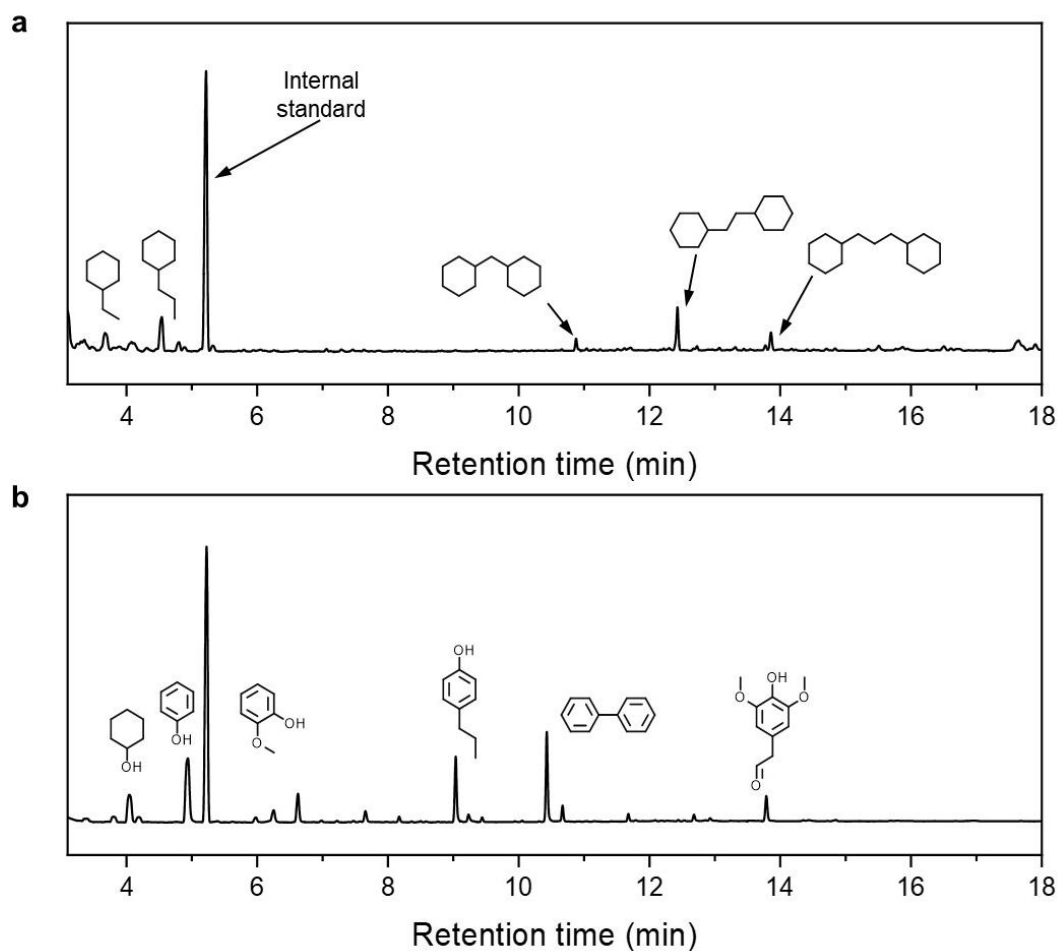 a
Internal
standard
4 6 8 10 12 14 16 18
Retention time (min)
b
OH
OH
OH
O
OH
O
OH
O
O
4 6 8 10 12 14 16 18
Retention time (min)